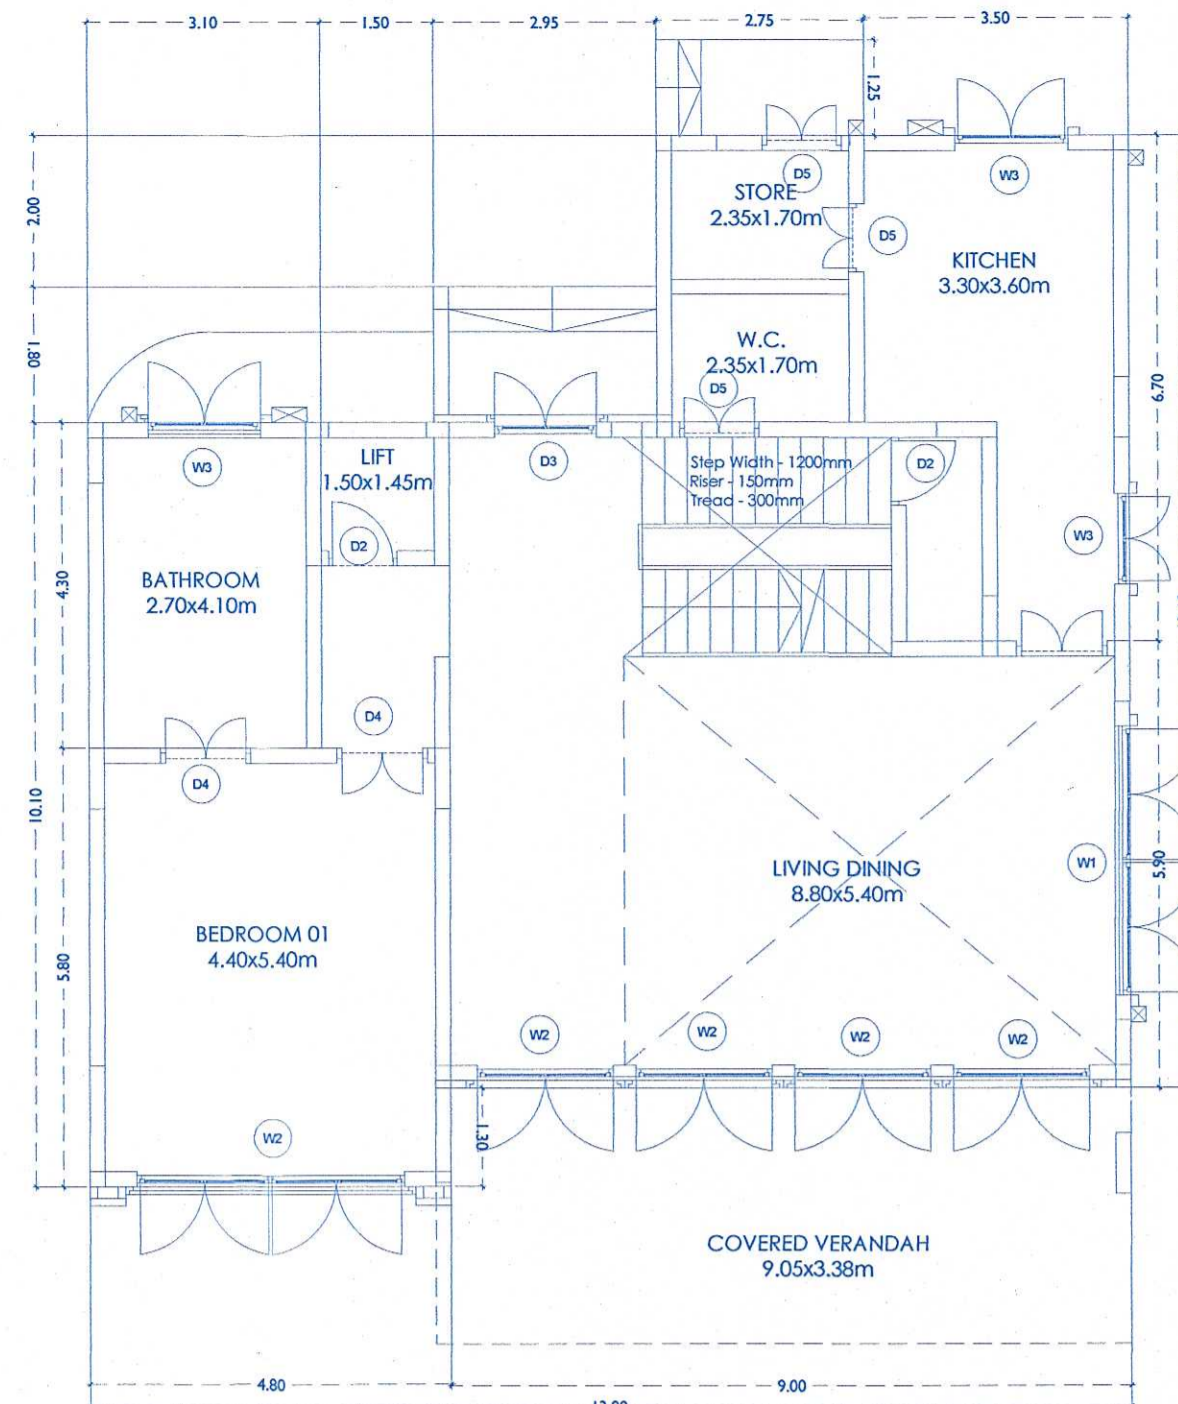 3.10
1.50
2.95
2.75
3.50
1.25
D5
W3
STORE
2.35x1.70m
2.00
D5
KITCHEN
3.30x3.60m
W.C.
2.35x1.70m
1.80
D5
6.70
W3
LIFT
1.50x1.45m
D3
Step Width - 1200mm
Riser - 150mm
Tread - 300mm
D2
D2
W3
BATHROOM
2.70x4.10m
4.30
D4
D4
10.10
LIVING DINING
8.80x5.40m
W1
5.90
BEDROOM 01
4.40x5.40m
5.80
W2
W2
W2
W2
W2
1.30
COVERED VERANDAH
9.05x3.38m
4.80
9.00